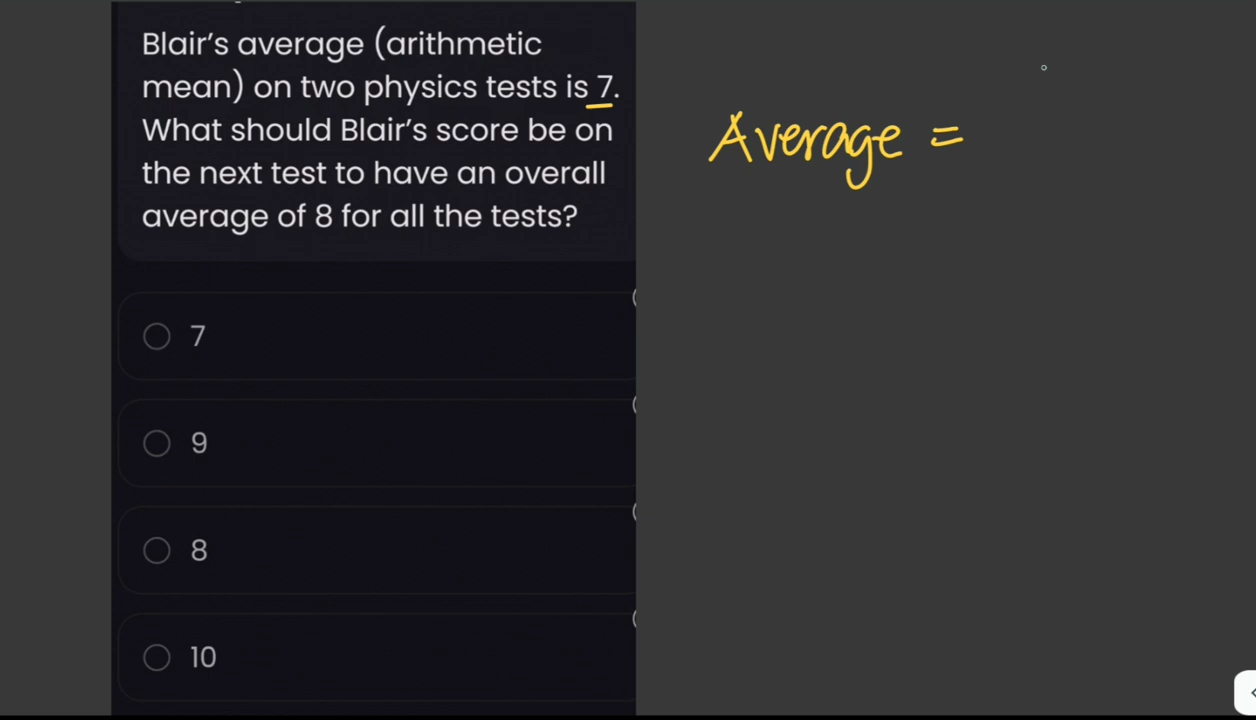 Blair's average (arithmetic
mean) on two physics tests is 7.
What should Blair's score be on
the next test to have an overall
average of 8 for all the tests?
7
9
8
10
Average =